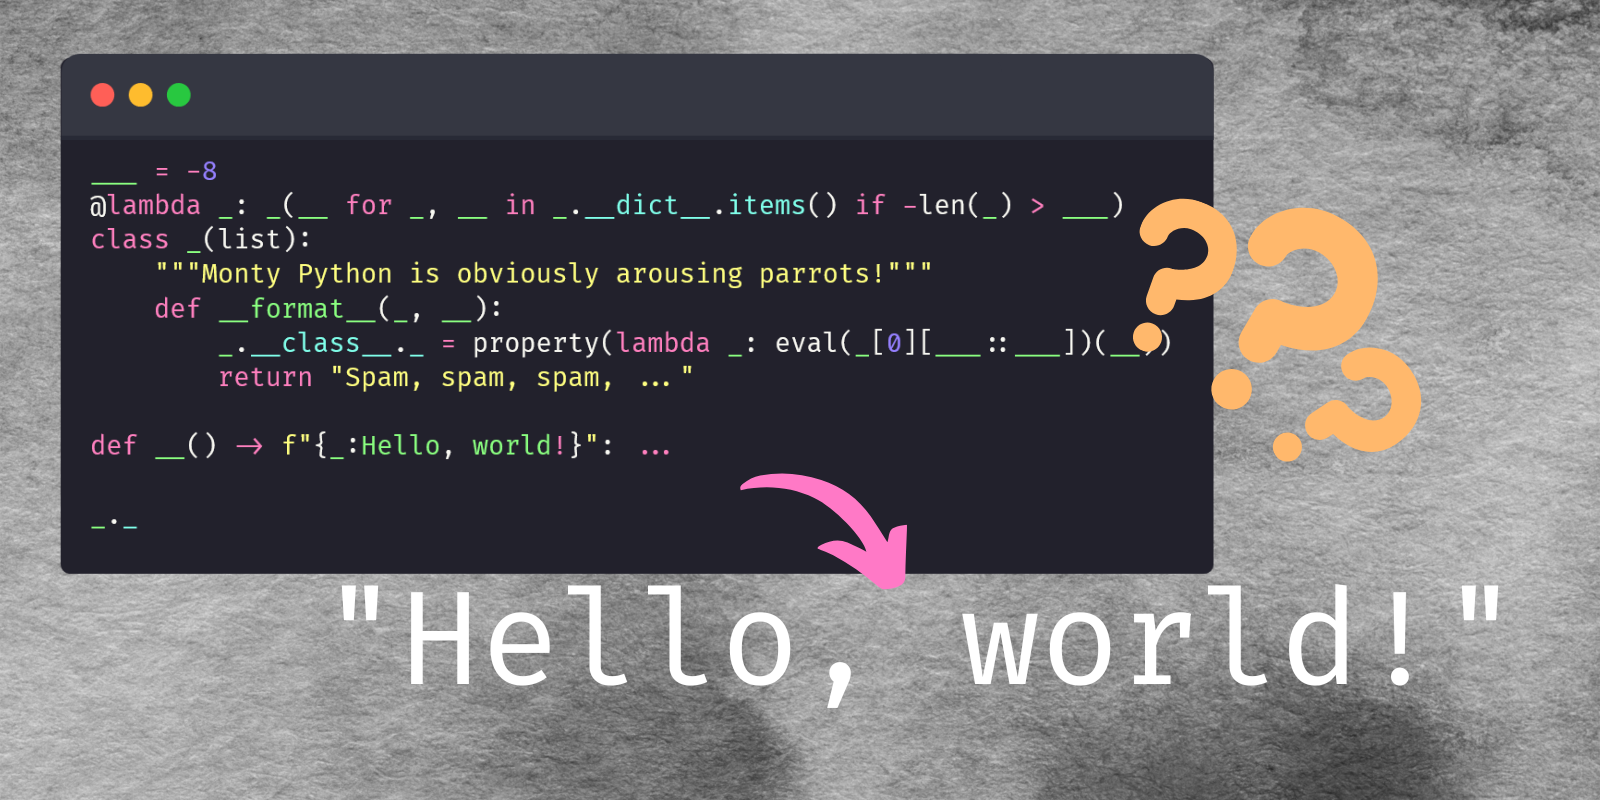 ___ = -8
@lambda _: _(__ for _, __ in _.__dict__.items() if -len(_) > ___)
class _(list):
    """Monty Python is obviously arousing parrots!"""
    def __format__(_, __):
        _.__class__._ = property(lambda _: eval(_[0][___::___])(__))
        return "Spam, spam, spam, ..."
def __() -> f"{_:Hello, world!}": ...
_._
"Hello, world!"